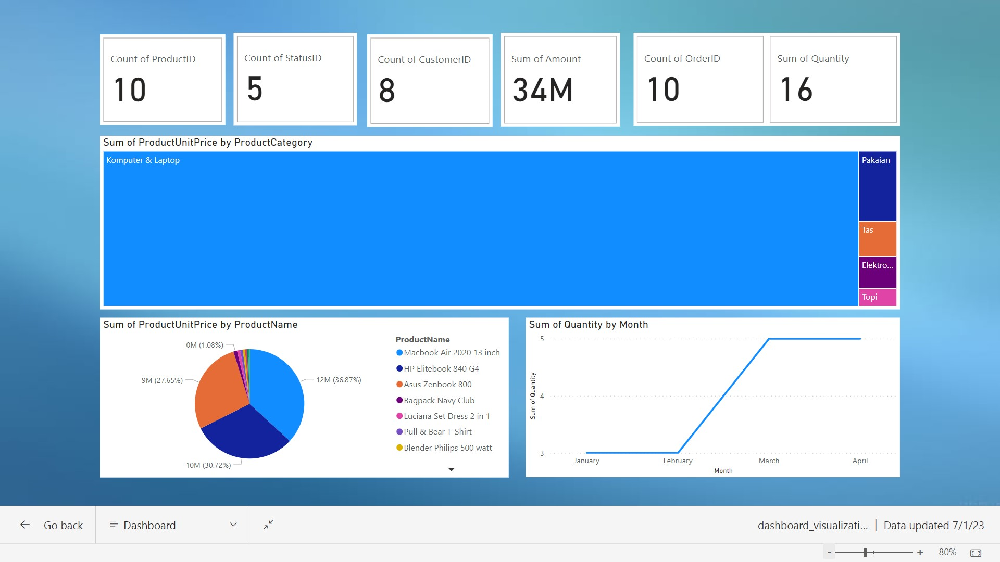 Count of ProductID
10
Count of StatusID
5
Count of CustomerID
8
Sum of Amount
34M
Count of OrderID
10
Sum of Quantity
16
Sum of ProductUnitPrice by ProductCategory
Komputer & Laptop
Pakaian
Tas
Elektro...
Topi
Sum of ProductUnitPrice by ProductName
0M (1.08%)
9M (27.65%)
12M (36.87%)
10M (30.72%)
ProductName
Macbook Air 2020 13 inch
HP Elitebook 840 G4
Asus Zenbook 800
Bagpack Navy Club
Luciana Set Dress 2 in 1
Pull & Bear T-Shirt
Blender Philips 500 watt
Sum of Quantity by Month
Sum of Quantity
5
4
3
January February March April
Month
Go back
Dashboard
dashboard_visualizati... | Data updated 7/1/23
- + 80%